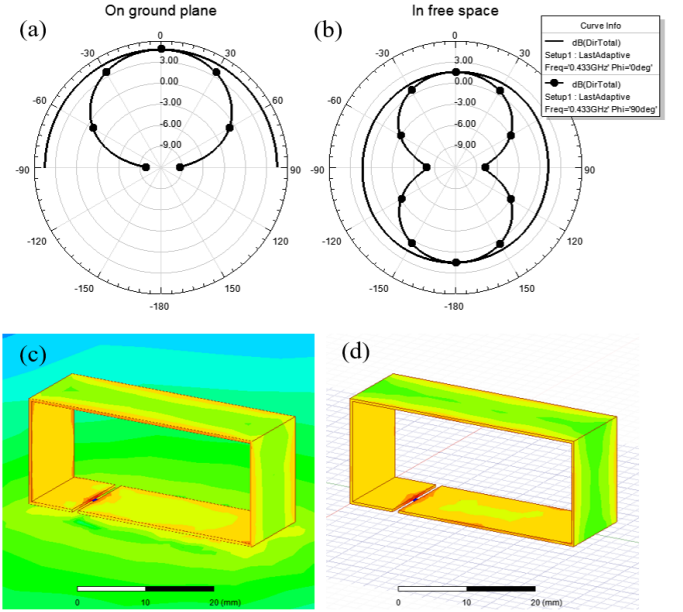 On ground plane
In free space
(a)
(b)
Curve Info
dB(DirTotal)
Setup1 : LastAdaptive
Freq='0.433GHz' Phi='0deg'
dB(DirTotal)
Setup1 : LastAdaptive
Freq='0.433GHz' Phi='90deg'
0
-30
30
-60
60
-90
90
-120
120
-150
150
-180
3.00
0.00
-3.00
-6.00
-9.00
0
-30
-60
60
-90
90
-120
120
-150
150
-180
3.00
0.00
-3.00
-6.00
-9.00
(c)
(d)
0
10
20 (mm)
0
10
20 (mm)